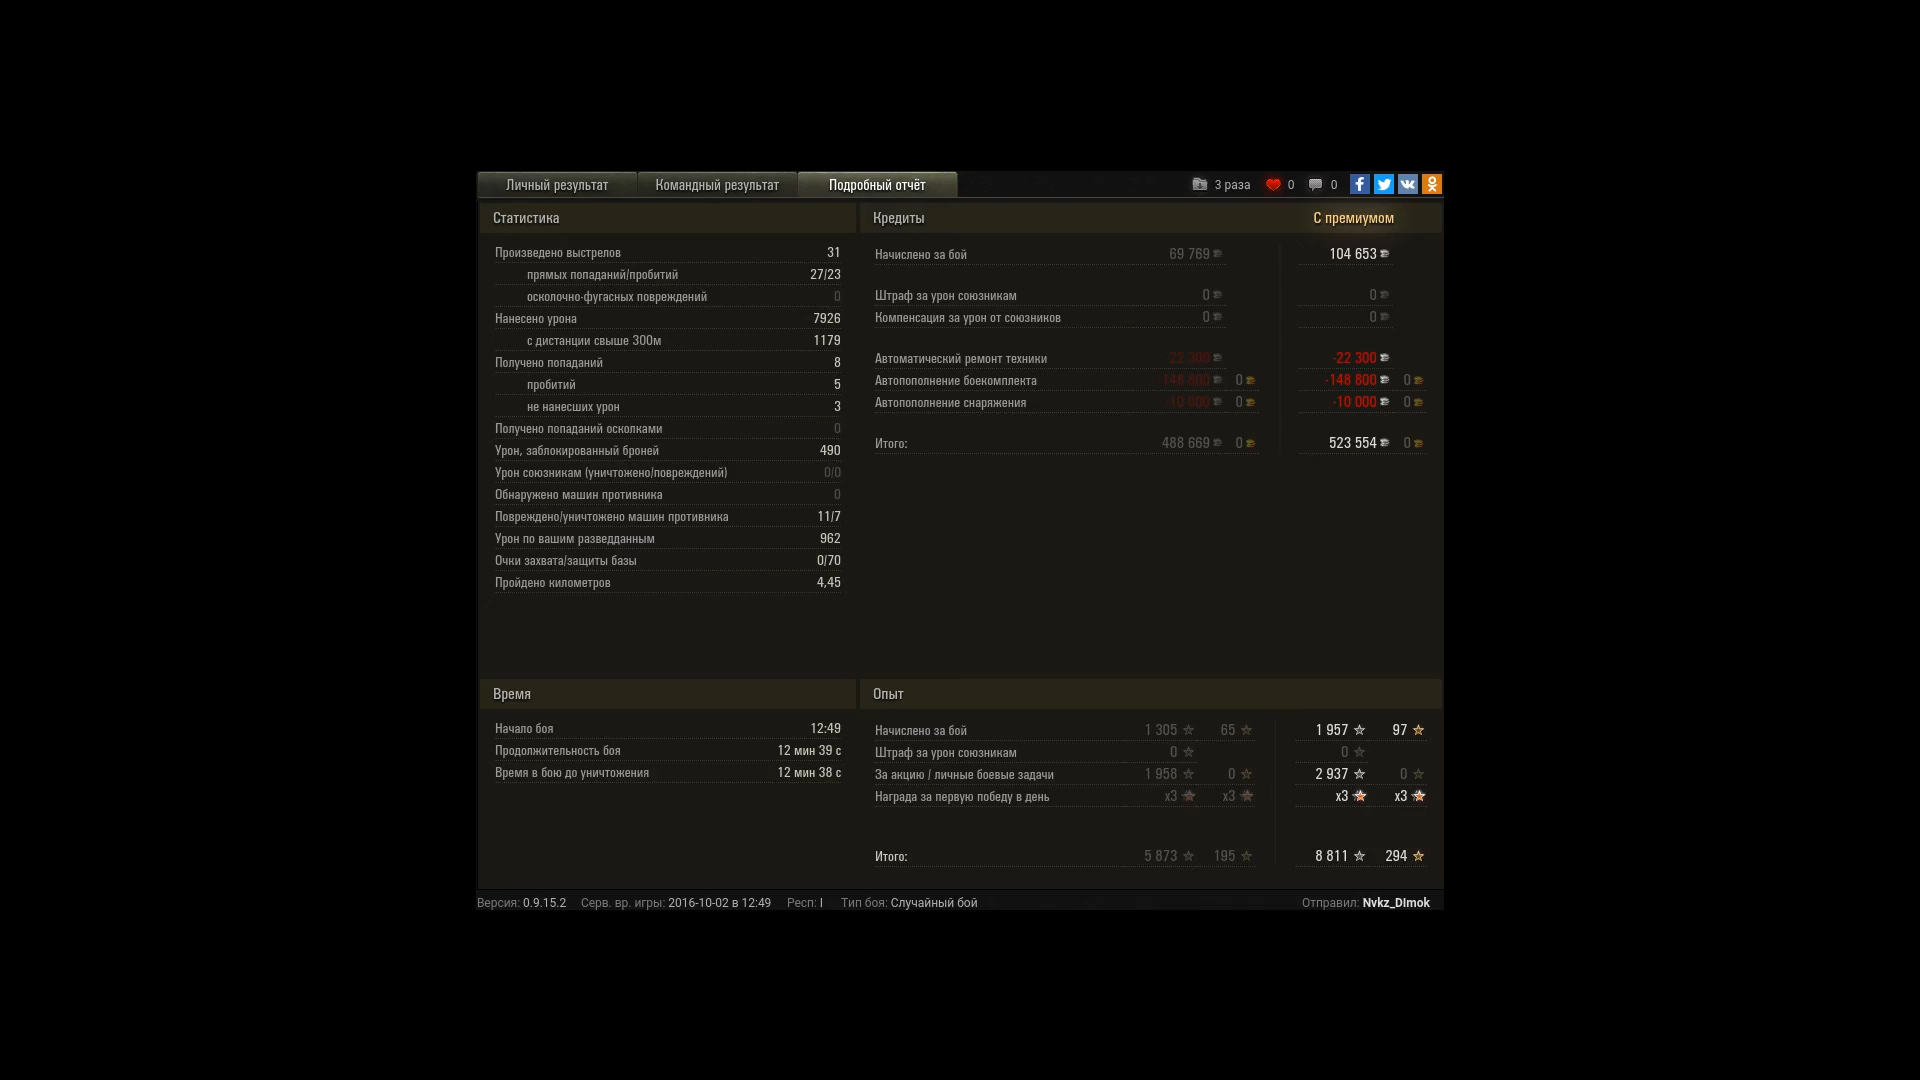 Личный результат Командный результат Подробный отчёт 3 раза 0 0
Статистика
Произведено выстрелов 31
прямых попаданий/пробитий 27/23
осколочно-фугасных повреждений 0
Нанесено урона 7926
с дистанции свыше 300м 1179
Получено попаданий 8
пробитий 5
не нанесших урон 3
Получено попаданий осколками 0
Урон, заблокированный броней 490
Урон союзникам (уничтожено/повреждений) 0/0
Обнаружено машин противника 0
Повреждено/уничтожено машин противника 11/7
Урон по вашим разведданным 962
Очки захвата/защиты базы 0/70
Пройдено километров 4,45
Кредиты С премиумом
Начислено за бой 69 769 104 653
Штраф за урон союзникам 0 0
Компенсация за урон от союзников 0 0
Автоматический ремонт техники -22 300 -22 300
Автопополнение боекомплекта -148 800 0 -148 800 0
Автопополнение снаряжения -10 000 0 -10 000 0
Итого: 488 669 0 523 554 0
Время
Начало боя 12:49
Продолжительность боя 12 мин 39 с
Время в бою до уничтожения 12 мин 38 с
Опыт
Начислено за бой 1 305 65 1 957 97
Штраф за урон союзникам 0 0
За акцию / личные боевые задачи 1 958 0 2 937 0
Награда за первую победу в день x3 x3 x3 x3
Итого: 5 873 195 8 811 294
Версия: 0.9.15.2 Серв. вр. игры: 2016-10-02 в 12:49 Респ: I Тип боя: Случайный бой Отправил: Nvkz_DImok